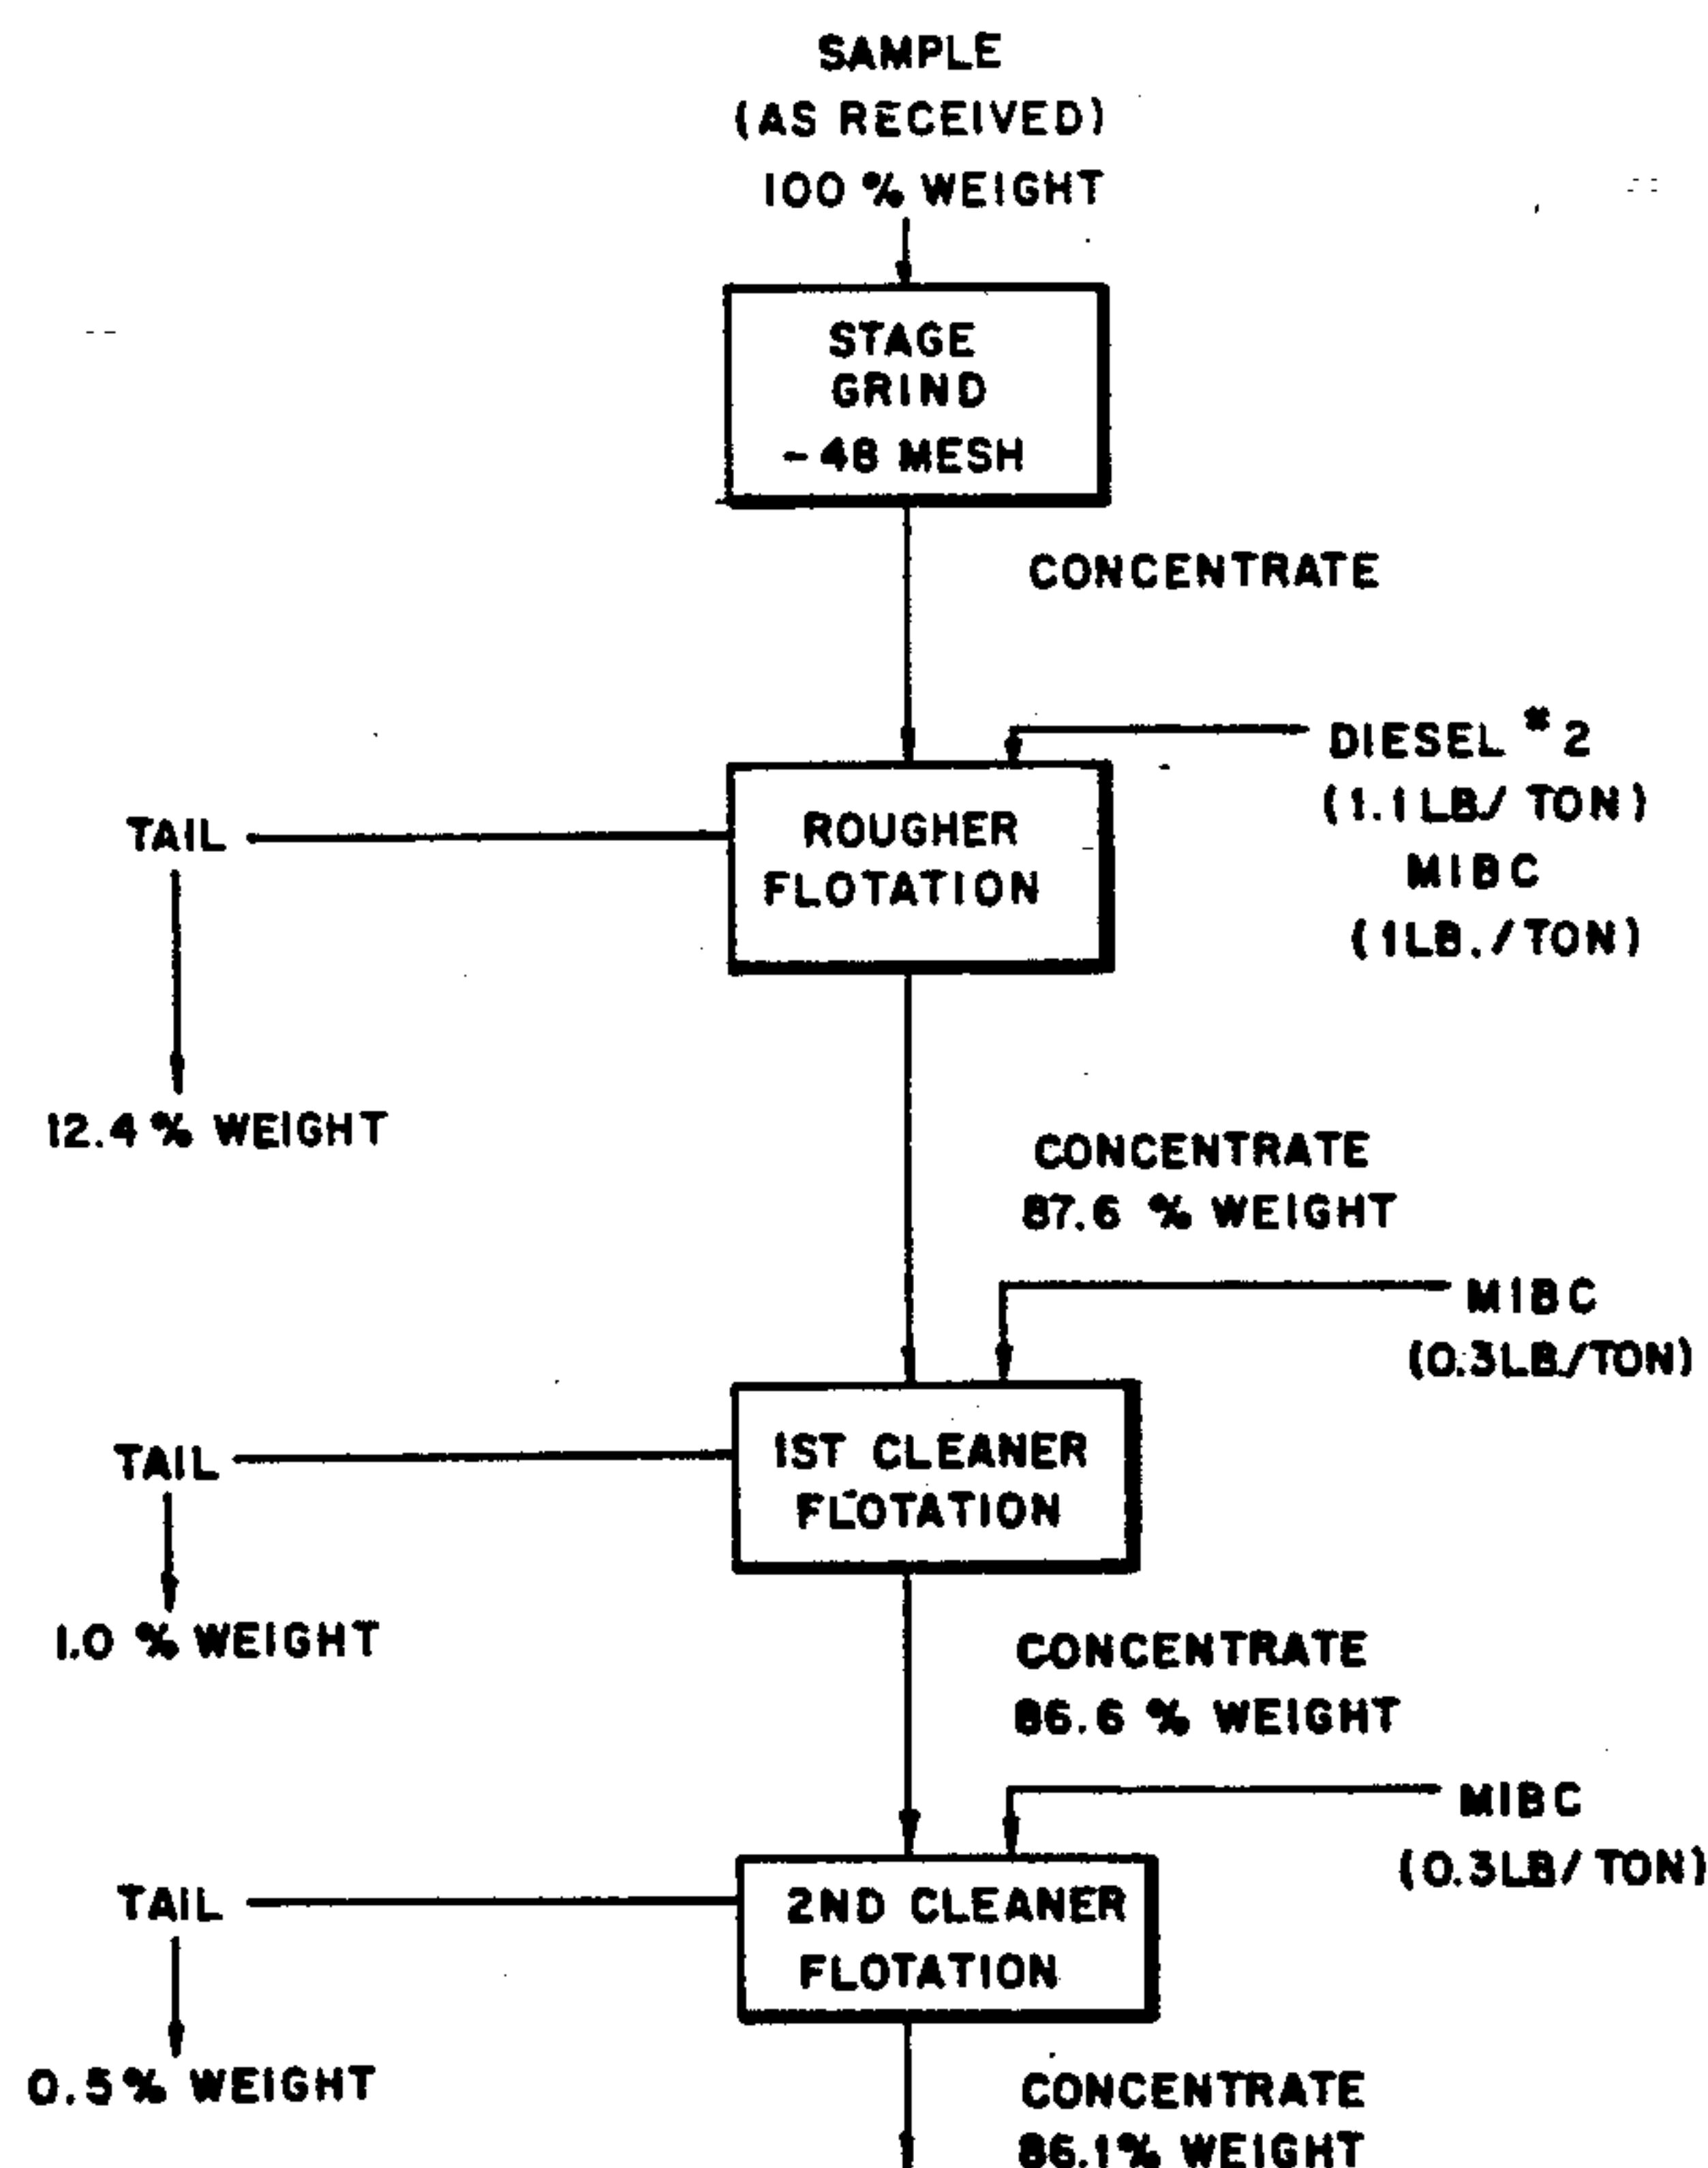 SAMPLE
(AS RECEIVED)
100 % WEIGHT
STAGE
GRIND
-48 MESH
CONCENTRATE
DIESEL #2
(1.1 LB/ TON)
MIBC
(1LB./TON)
TAIL
ROUGHER
FLOTATION
12.4 % WEIGHT
CONCENTRATE
87.6 % WEIGHT
MIBC
(0.3LB/TON)
TAIL
1ST CLEANER
FLOTATION
1.0 % WEIGHT
CONCENTRATE
86.6 % WEIGHT
MIBC
(0.3LB/ TON)
TAIL
2ND CLEANER
FLOTATION
0.5% WEIGHT
CONCENTRATE
86.1% WEIGHT